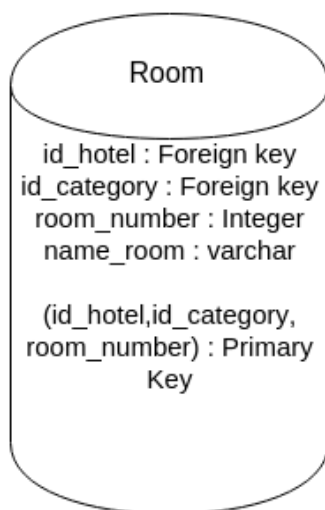 Room
id_hotel : Foreign key
id_category : Foreign key
room_number : Integer
name_room : varchar
(id_hotel,id_category,
room_number) : Primary
Key